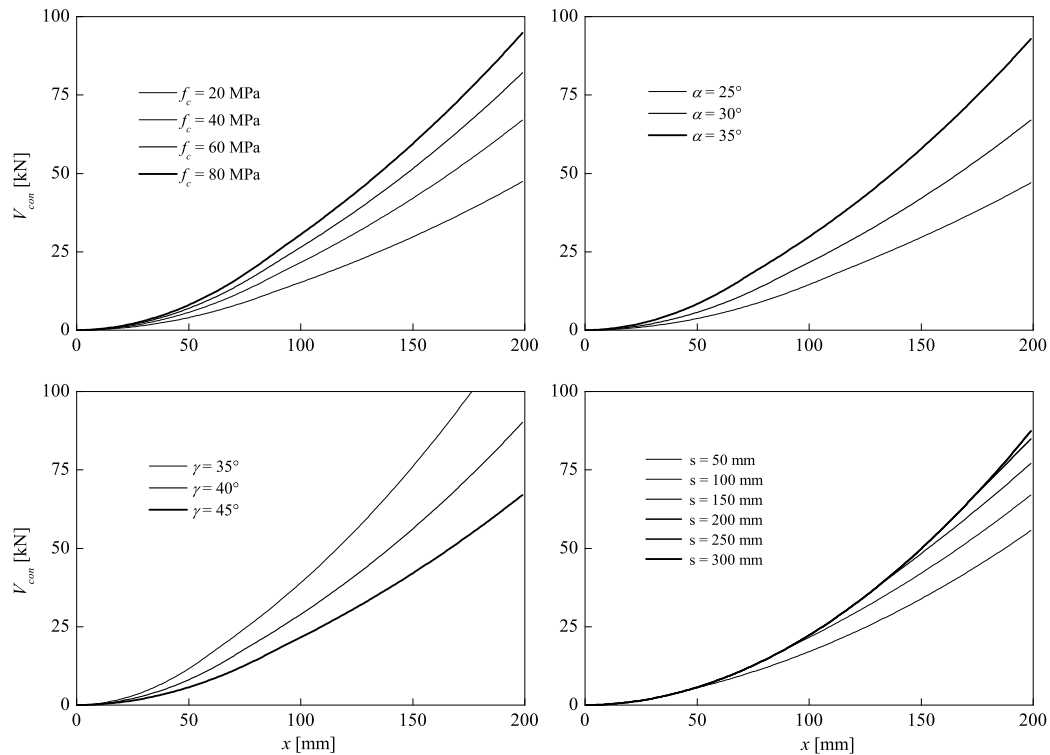 100
75
50
25
0
V_con [kN]
f_c = 20 MPa
f_c = 40 MPa
f_c = 60 MPa
f_c = 80 MPa
0 50 100 150 200
100
75
50
25
0
α = 25°
α = 30°
α = 35°
0 50 100 150 200
100
75
50
25
0
V_con [kN]
γ = 35°
γ = 40°
γ = 45°
0 50 100 150 200
x [mm]
100
75
50
25
0
s = 50 mm
s = 100 mm
s = 150 mm
s = 200 mm
s = 250 mm
s = 300 mm
0 50 100 150 200
x [mm]